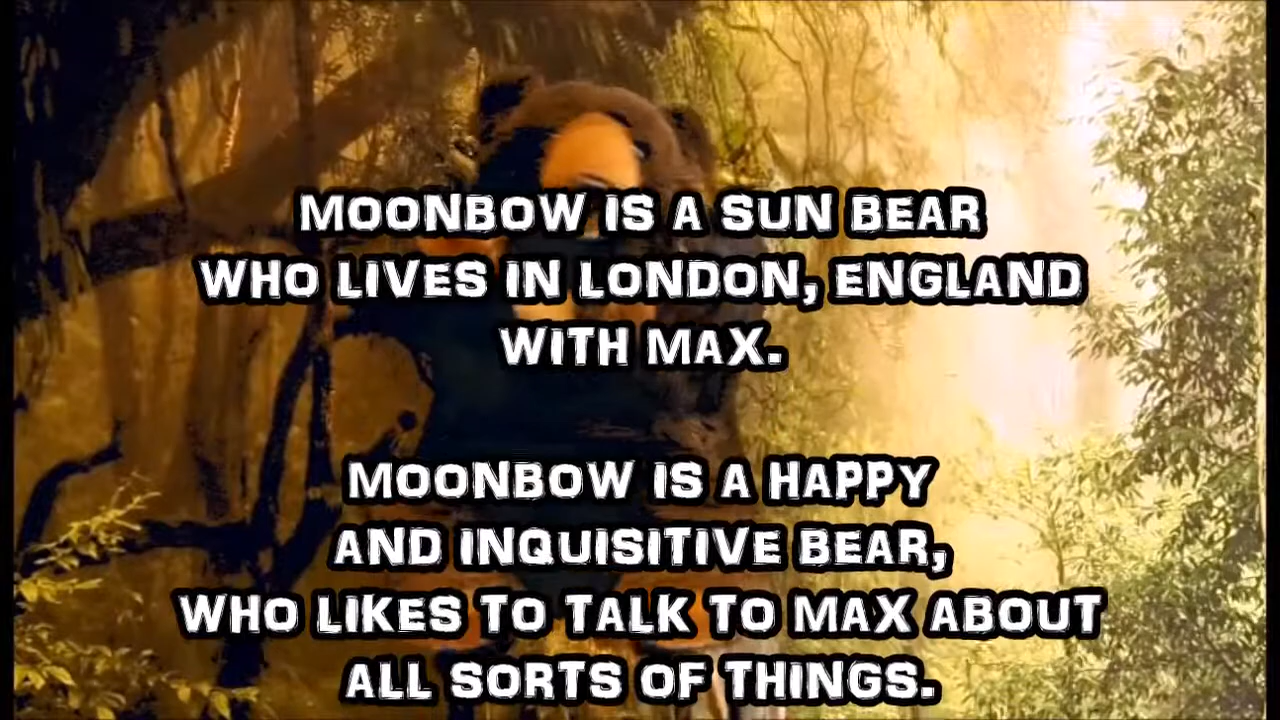 MOONBOW IS A SUN BEAR
WHO LIVES IN LONDON, ENGLAND
WITH MAX.
MOONBOW IS A HAPPY
AND INQUISITIVE BEAR,
WHO LIKES TO TALK TO MAX ABOUT
ALL SORTS OF THINGS.